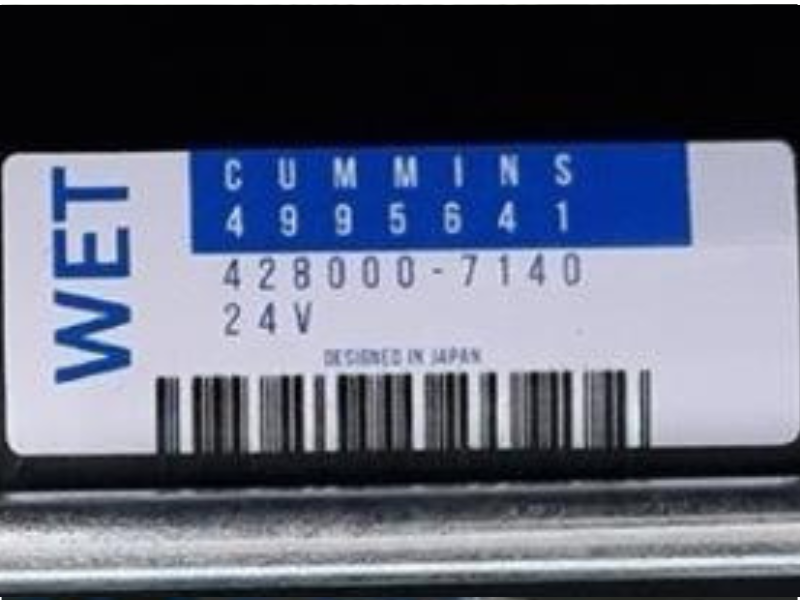 WET
CUMMINS
4995641
428000-7140
24V
DESIGNED IN JAPAN